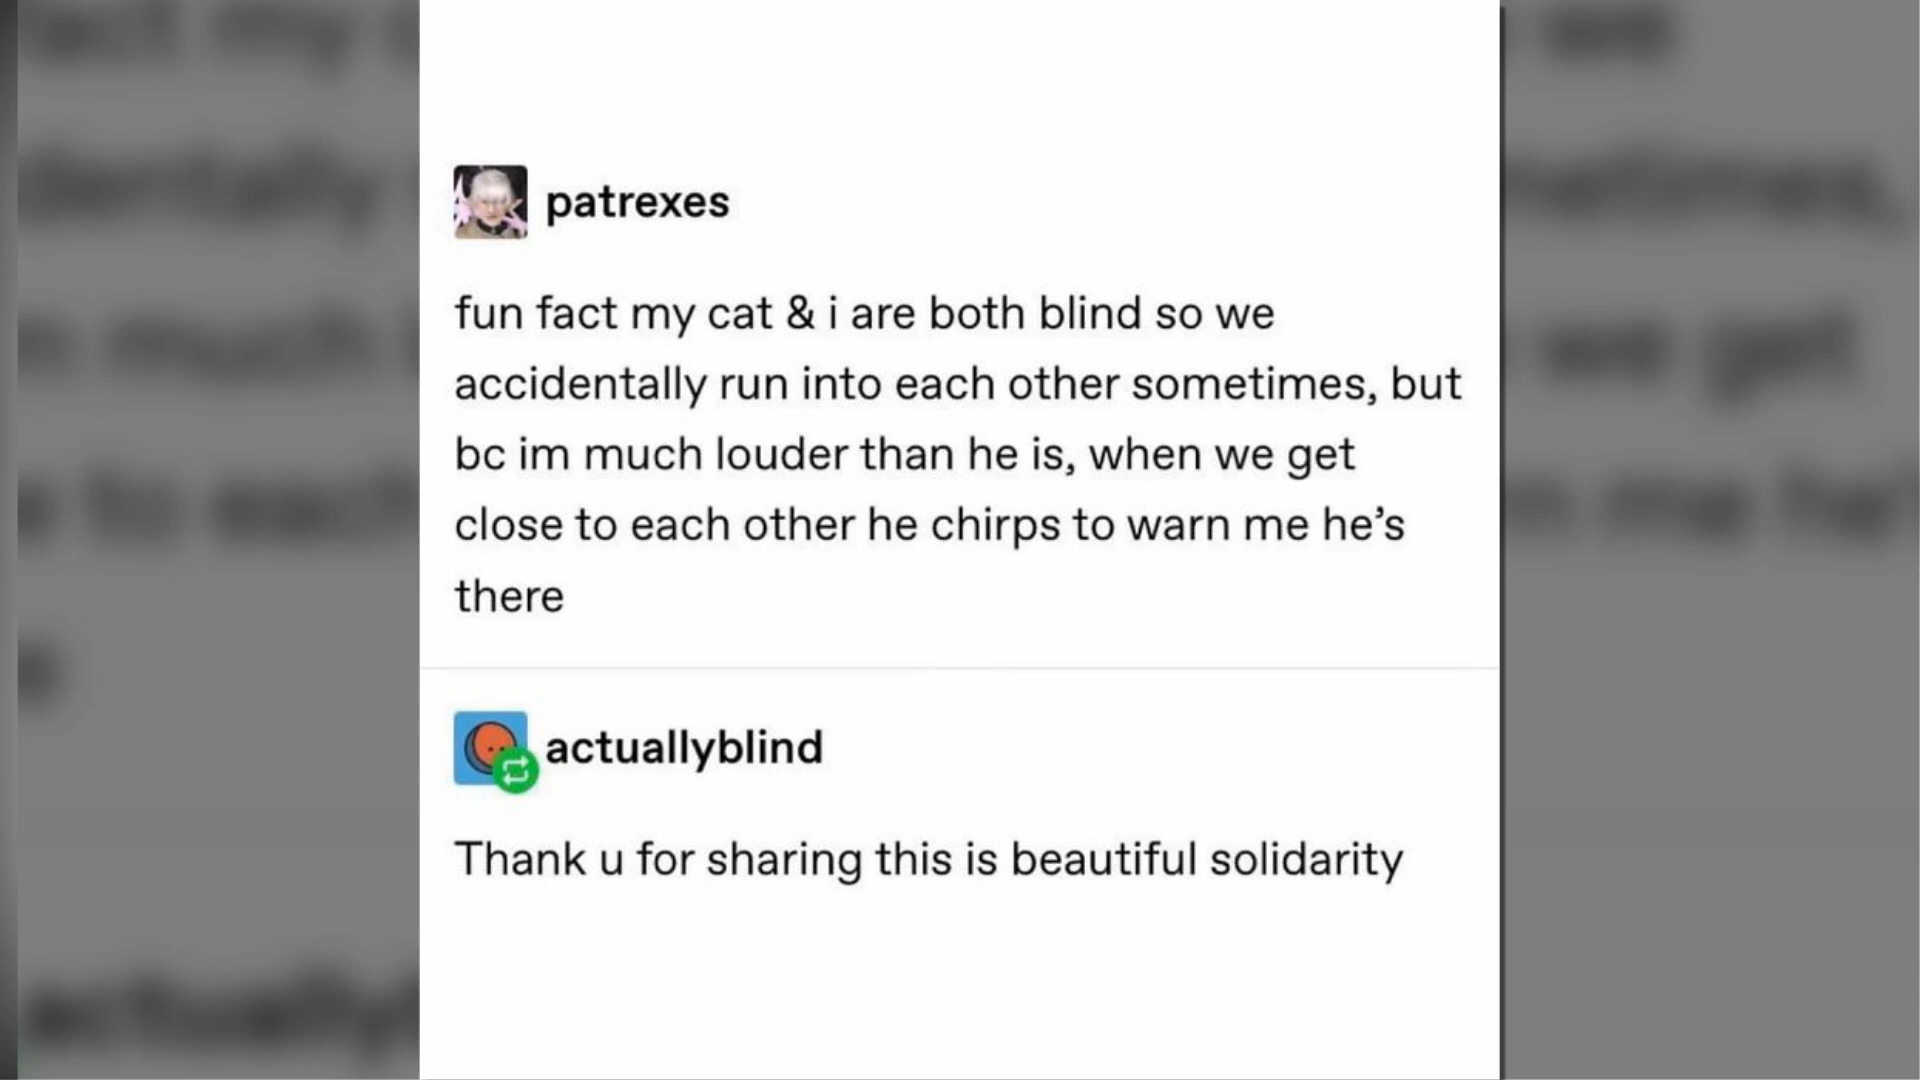 patrexes
fun fact my cat & i are both blind so we
accidentally run into each other sometimes, but
bc im much louder than he is, when we get
close to each other he chirps to warn me he’s
there
actuallyblind
Thank u for sharing this is beautiful solidarity